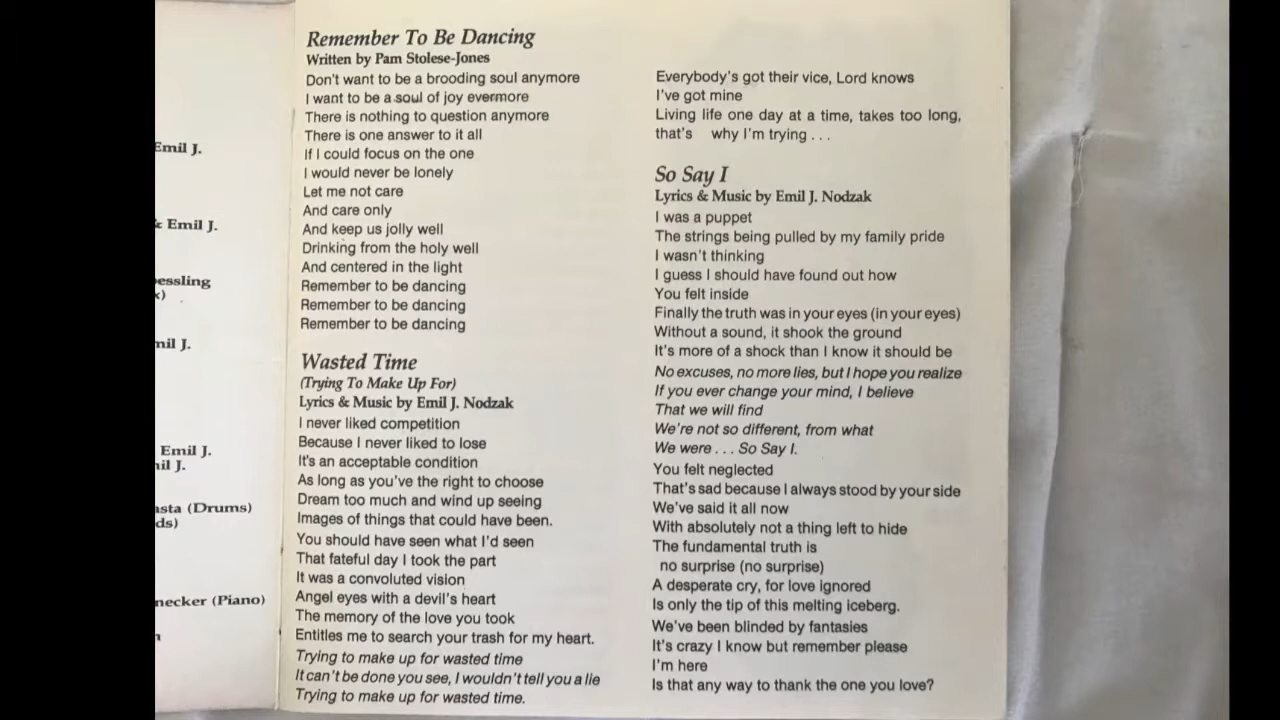 Emil J.
& Emil J.
essling
x)
nil J.
Emil J.
nil J.
asta (Drums)
ds)
necker (Piano)
Remember To Be Dancing
Written by Pam Stolese-Jones
Don't want to be a brooding soul anymore
I want to be a soul of joy evermore
There is nothing to question anymore
There is one answer to it all
If I could focus on the one
I would never be lonely
Let me not care
And care only
And keep us jolly well
Drinking from the holy well
And centered in the light
Remember to be dancing
Remember to be dancing
Remember to be dancing
Wasted Time
(Trying To Make Up For)
Lyrics & Music by Emil J. Nodzak
I never liked competition
Because I never liked to lose
It's an acceptable condition
As long as you've the right to choose
Dream too much and wind up seeing
Images of things that could have been.
You should have seen what I'd seen
That fateful day I took the part
It was a convoluted vision
Angel eyes with a devil's heart
The memory of the love you took
Entitles me to search your trash for my heart.
Trying to make up for wasted time
It can't be done you see, I wouldn't tell you a lie
Trying to make up for wasted time.
Everybody's got their vice, Lord knows
I've got mine
Living life one day at a time, takes too long,
that's why I'm trying . . .
So Say I
Lyrics & Music by Emil J. Nodzak
I was a puppet
The strings being pulled by my family pride
I wasn't thinking
I guess I should have found out how
You felt inside
Finally the truth was in your eyes (in your eyes)
Without a sound, it shook the ground
It's more of a shock than I know it should be
No excuses, no more lies, but I hope you realize
If you ever change your mind, I believe
That we will find
We're not so different, from what
We were . . . So Say I.
You felt neglected
That's sad because I always stood by your side
We've said it all now
With absolutely not a thing left to hide
The fundamental truth is
no surprise (no surprise)
A desperate cry, for love ignored
Is only the tip of this melting iceberg.
We've been blinded by fantasies
It's crazy I know but remember please
I'm here
Is that any way to thank the one you love?